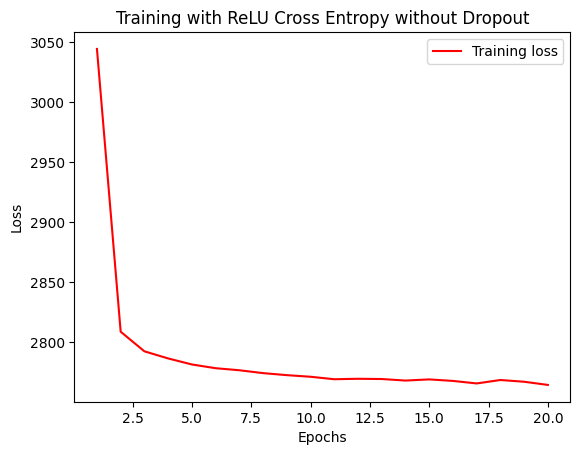 Training with ReLU Cross Entropy without Dropout
Training loss
3050
3000
2950
2900
2850
2800
Loss
2.5 5.0 7.5 10.0 12.5 15.0 17.5 20.0
Epochs